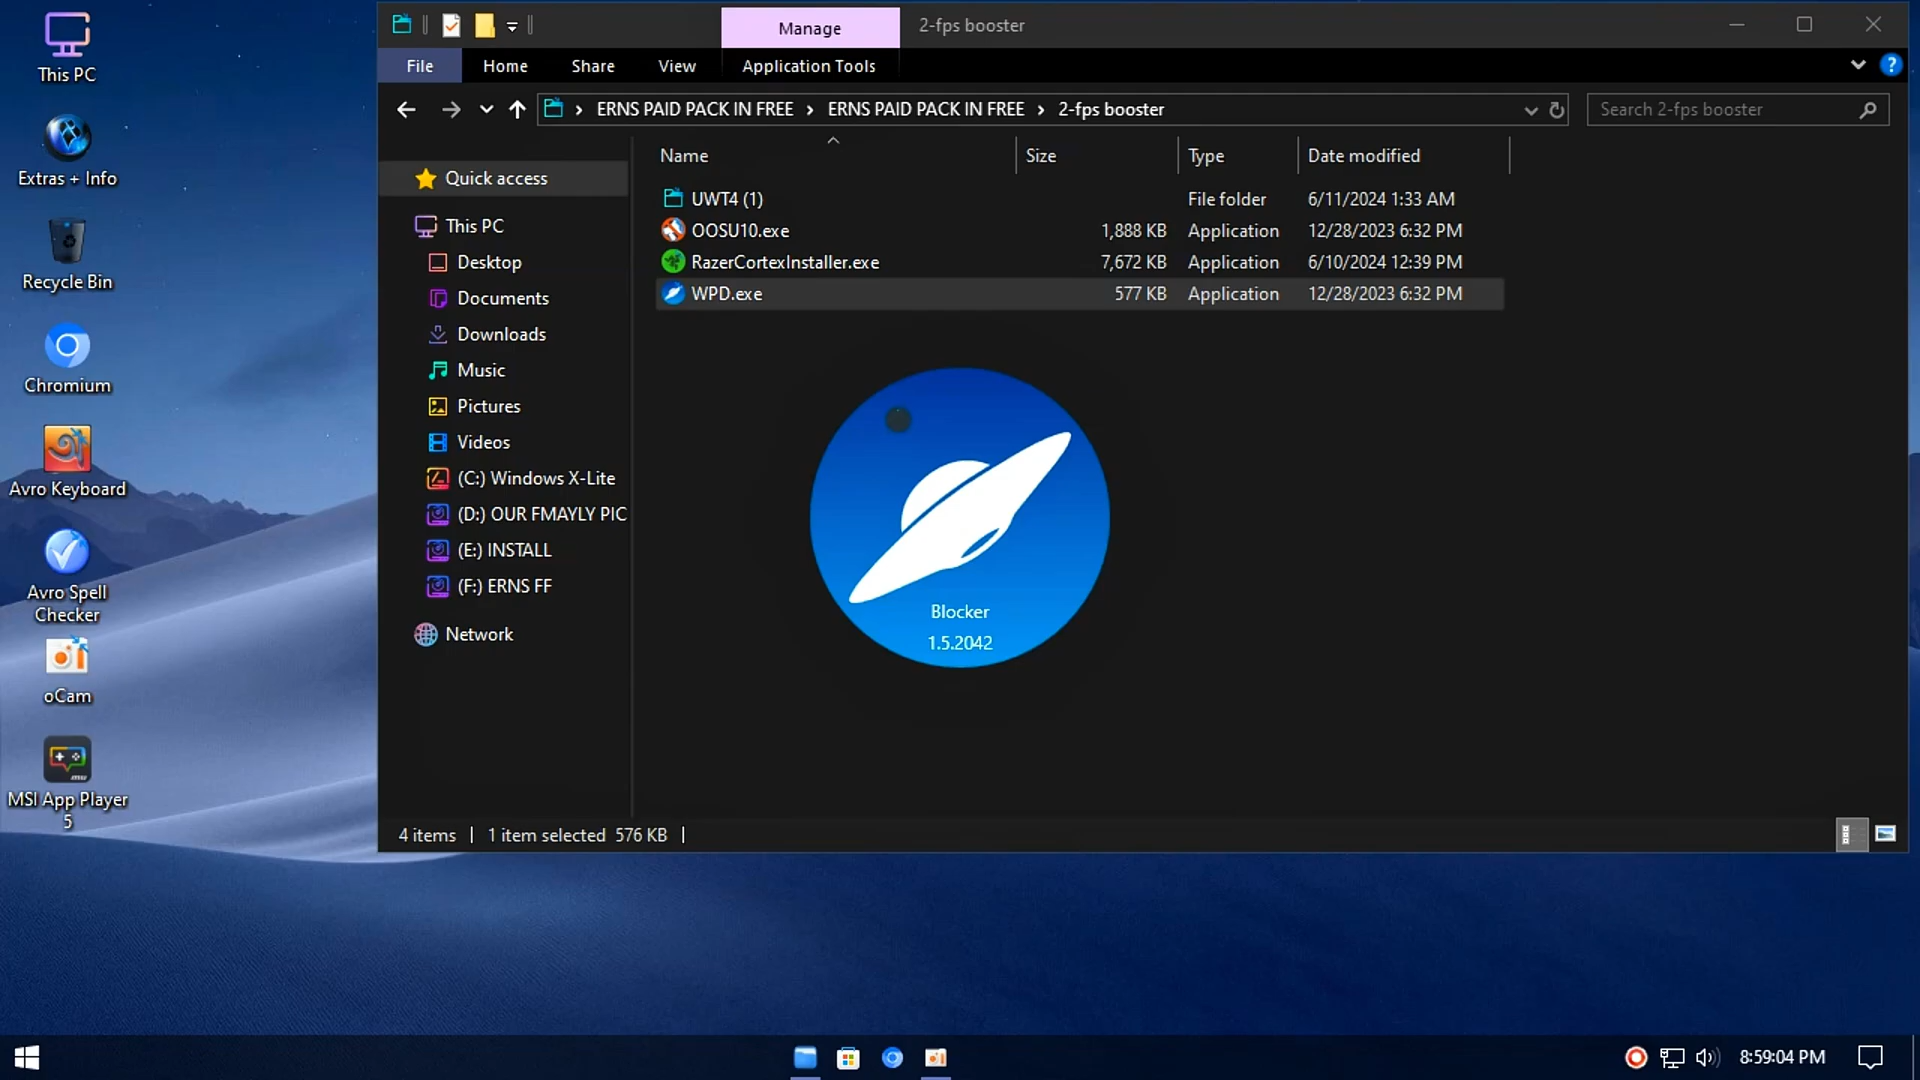 This PC
Extras + Info
Recycle Bin
Chromium
Avro Keyboard
Avro Spell
Checker
oCam
MSI App Player
5
Manage
2-fps booster
File
Home
Share
View
Application Tools
?
ERNS PAID PACK IN FREE
ERNS PAID PACK IN FREE
2-fps booster
Search 2-fps booster
Name
Size
Type
Date modified
UWT4 (1)
File folder
6/11/2024 1:33 AM
OOSU10.exe
1,888 KB
Application
12/28/2023 6:32 PM
RazerCortexInstaller.exe
7,672 KB
Application
6/10/2024 12:39 PM
WPD.exe
577 KB
Application
12/28/2023 6:32 PM
Quick access
This PC
Desktop
Documents
Downloads
Music
Pictures
Videos
(C:) Windows X-Lite
(D:) OUR FMAYLY PIC
(E:) INSTALL
(F:) ERNS FF
Network
Blocker
1.5.2042
4 items
1 item selected 576 KB
8:59:04 PM